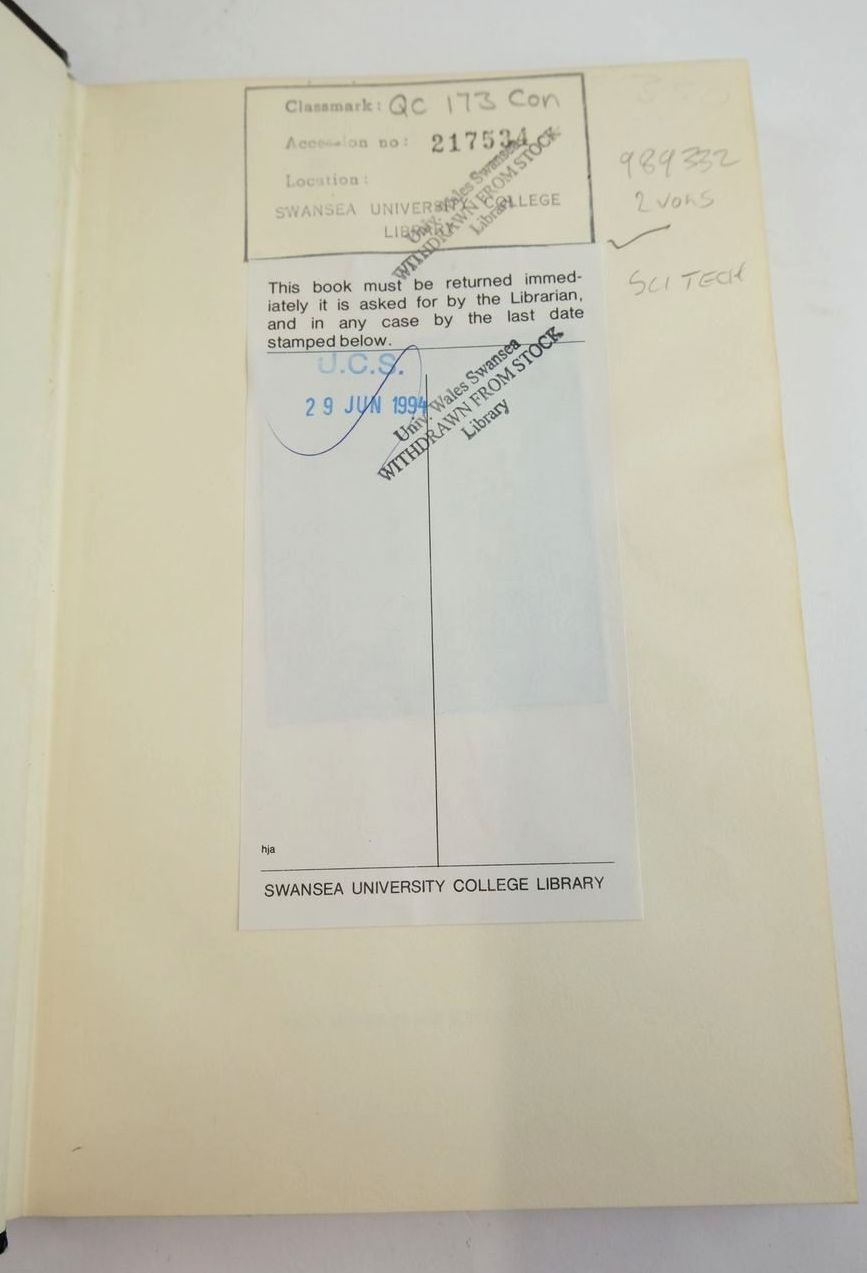 Classmark: QC 173 Con
Accession no: 217534
Location:
SWANSEA UNIVERSITY COLLEGE
LIBRARY
Univ. Wales Swansea
WITHDRAWN FROM STOCK
Library
989332
2 vols
SCI TECH
This book must be returned immed-
iately it is asked for by the Librarian,
and in any case by the last date
stamped below.
U.C.S.
29 JUN 1994
Univ. Wales Swansea
WITHDRAWN FROM STOCK
Library
hja
SWANSEA UNIVERSITY COLLEGE LIBRARY